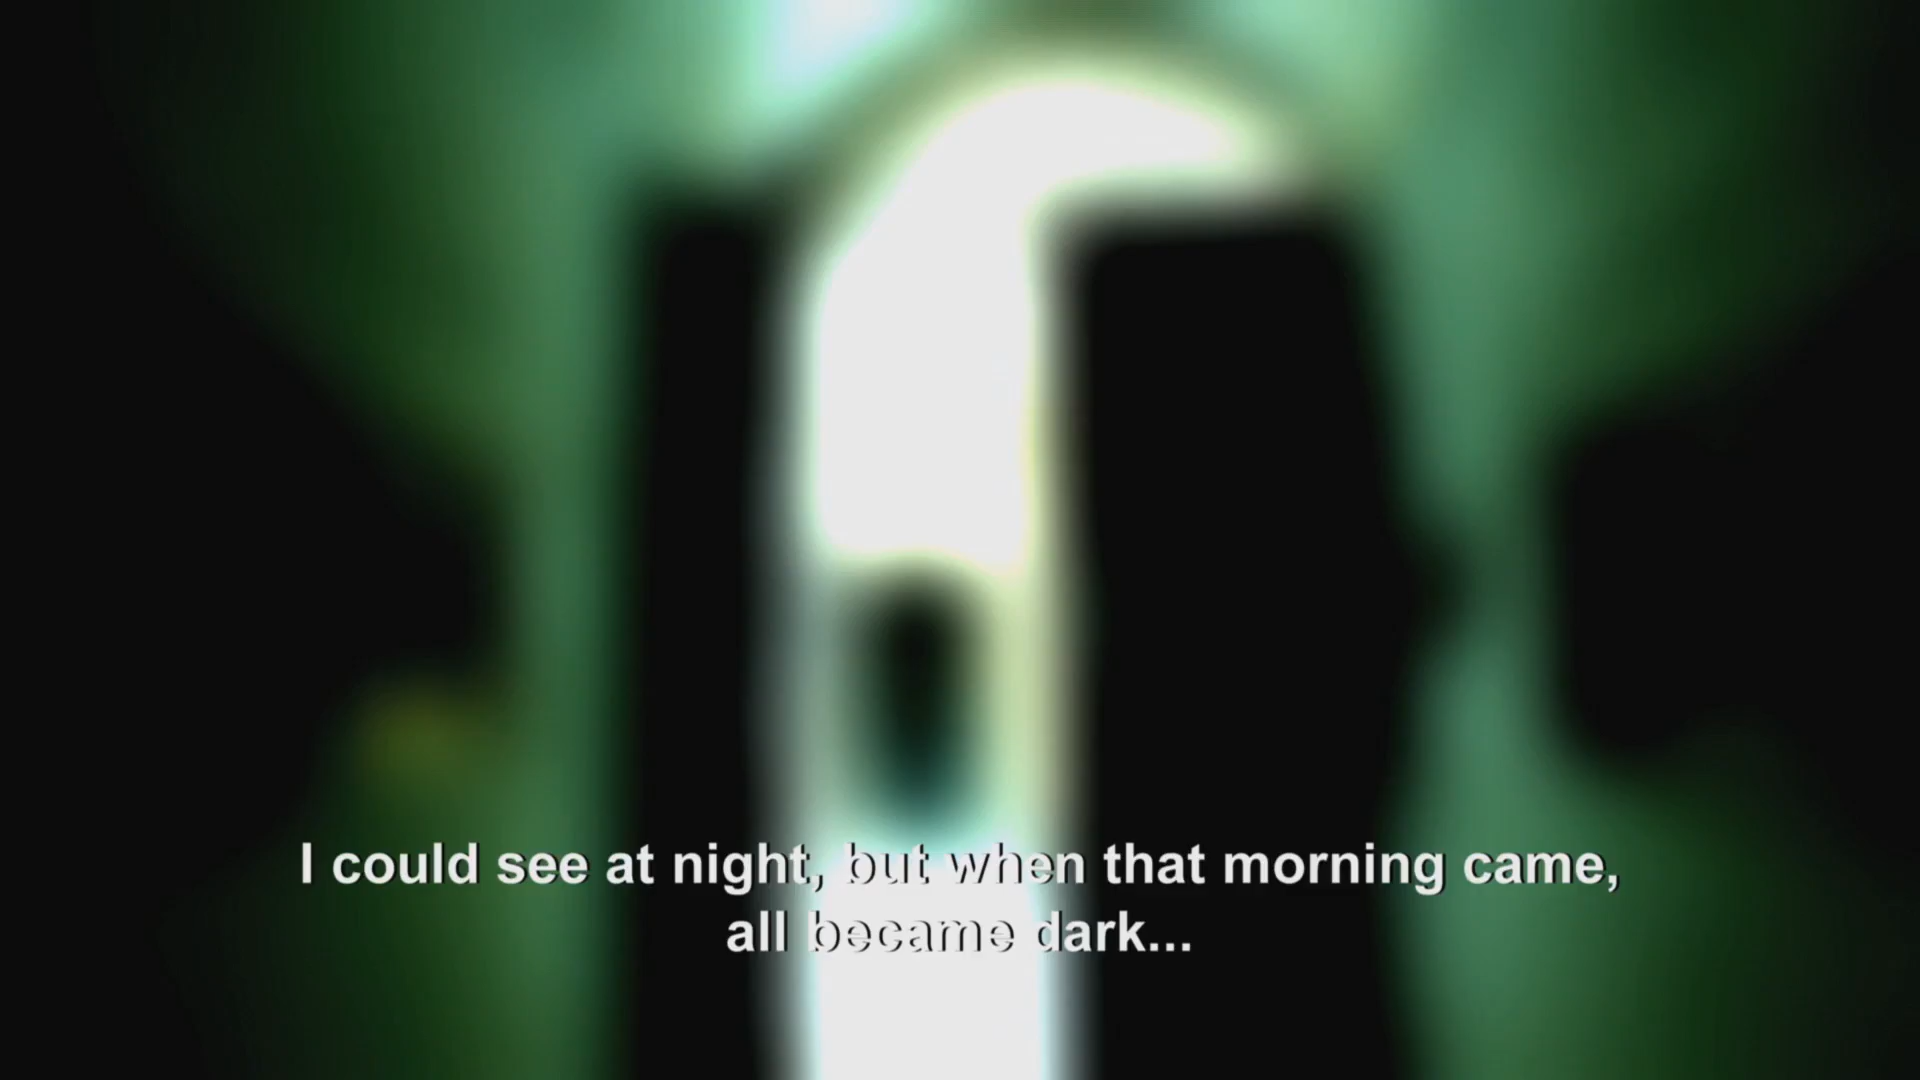 I could see at night, but when that morning came,
all became dark...